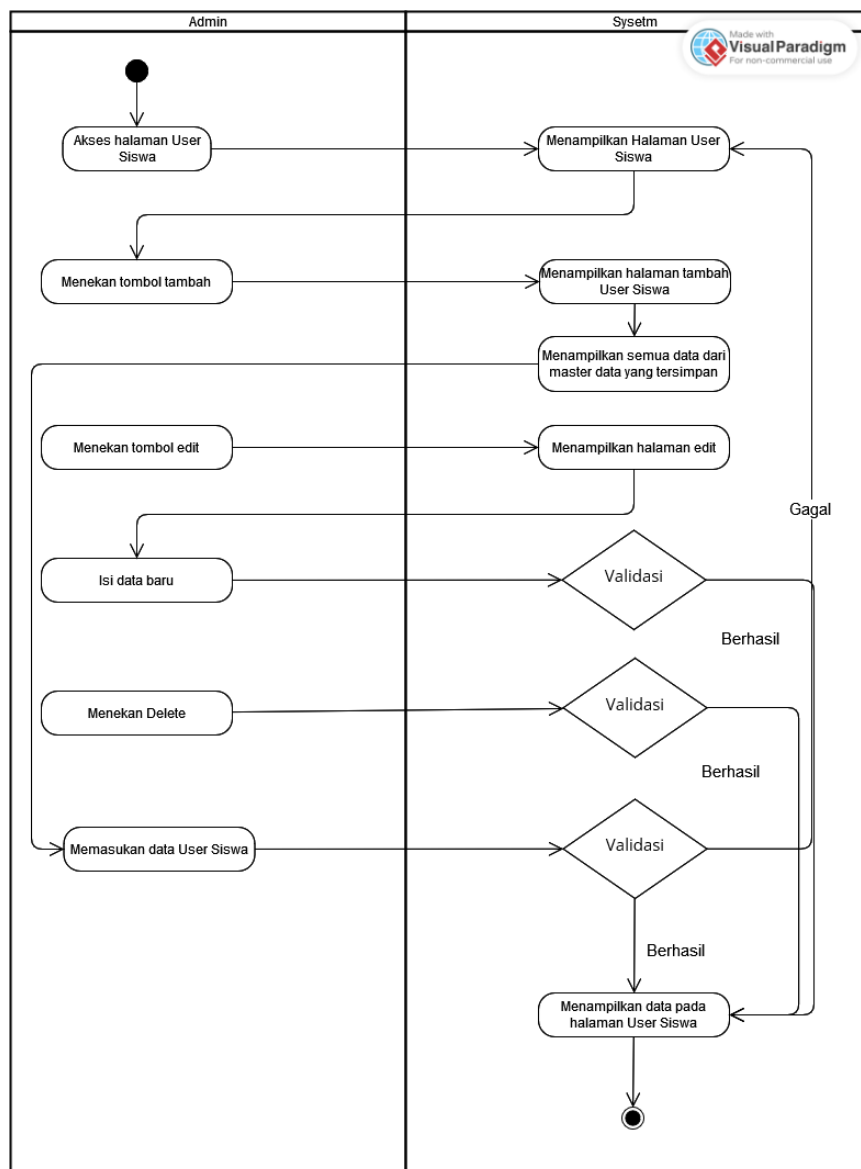 Admin
Sysetm
Made with
Visual Paradigm
For non-commercial use
Akses halaman User
Siswa
Menampilkan Halaman User
Siswa
Menekan tombol tambah
Menampilkan halaman tambah
User Siswa
Menampilkan semua data dari
master data yang tersimpan
Menekan tombol edit
Menampilkan halaman edit
Gagal
Isi data baru
Validasi
Berhasil
Menekan Delete
Validasi
Berhasil
Memasukan data User Siswa
Validasi
Berhasil
Menampilkan data pada
halaman User Siswa